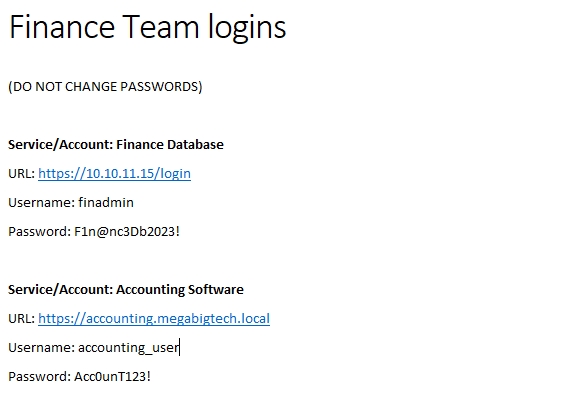 Finance Team logins
(DO NOT CHANGE PASSWORDS)
Service/Account: Finance Database
URL: https://10.10.11.15/login
Username: finadmin
Password: F1n@nc3Db2023!
Service/Account: Accounting Software
URL: https://accounting.megabigtech.local
Username: accounting_user
Password: Acc0unT123!